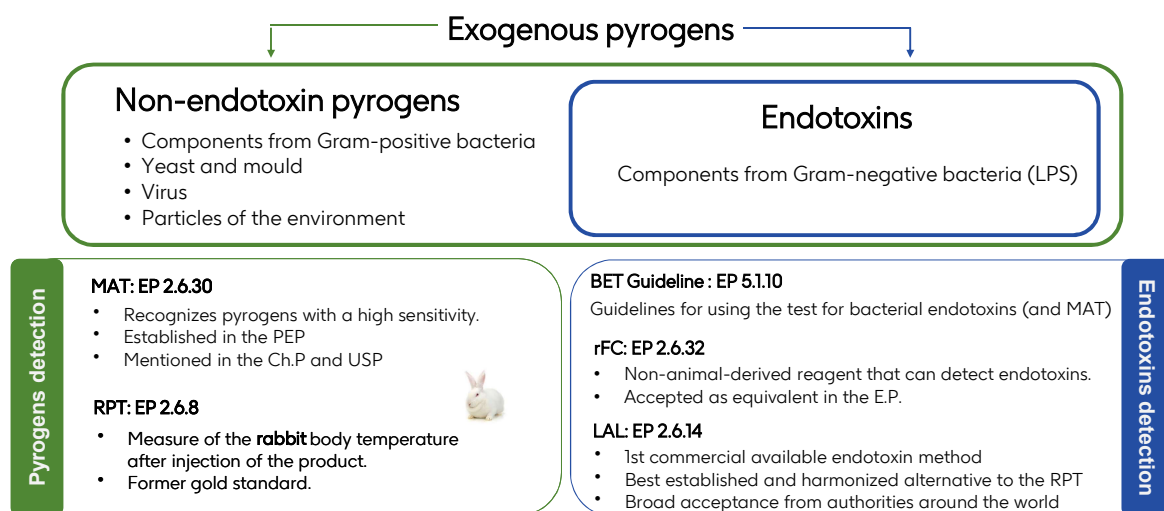 Exogenous pyrogens
Non-endotoxin pyrogens
• Components from Gram-positive bacteria
• Yeast and mould
• Virus
• Particles of the environment
Endotoxins
Components from Gram-negative bacteria (LPS)
Pyrogens detection
MAT: EP 2.6.30
• Recognizes pyrogens with a high sensitivity.
• Established in the PEP
• Mentioned in the Ch.P and USP
RPT: EP 2.6.8
• Measure of the rabbit body temperature
after injection of the product.
• Former gold standard.
BET Guideline : EP 5.1.10
Guidelines for using the test for bacterial endotoxins (and MAT)
rFC: EP 2.6.32
• Non-animal-derived reagent that can detect endotoxins.
• Accepted as equivalent in the E.P.
LAL: EP 2.6.14
• 1st commercial available endotoxin method
• Best established and harmonized alternative to the RPT
• Broad acceptance from authorities around the world
Endotoxins detection